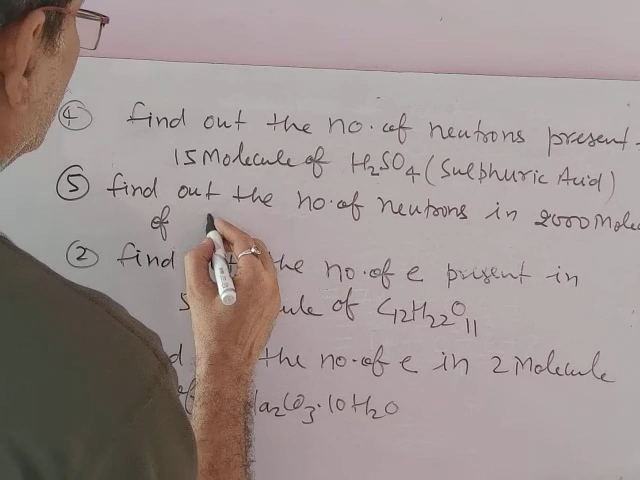 ④ find out the no. of neutrons present
15 Molecule of H₂SO₄ (Sulphuric Acid)
⑤ find out the no. of neutrons in 2000 Mole
of
② find the no. of e present in
of C₁₂H₂₂O₁₁
the no. of e in 2 Molecule
of a₂CO₃.10H₂O